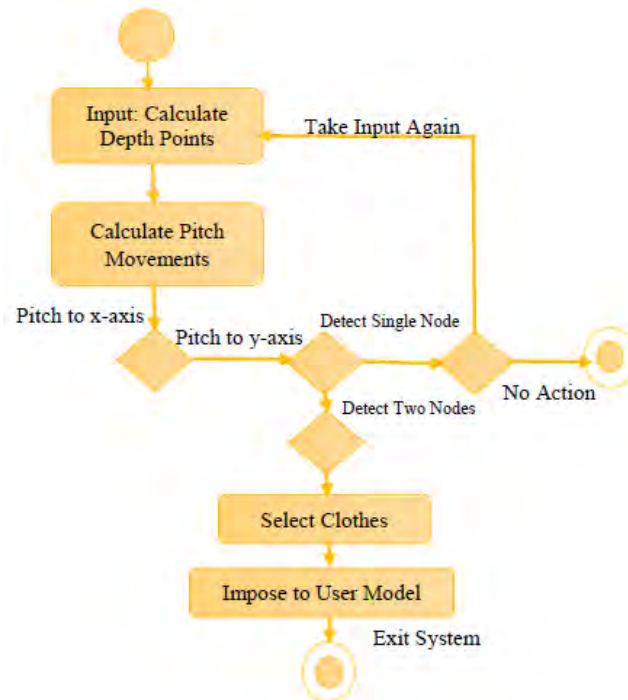 Input: Calculate
Depth Points
Take Input Again
Calculate Pitch
Movements
Pitch to x-axis
Pitch to y-axis
Detect Single Node
No Action
Detect Two Nodes
Select Clothes
Impose to User Model
Exit System